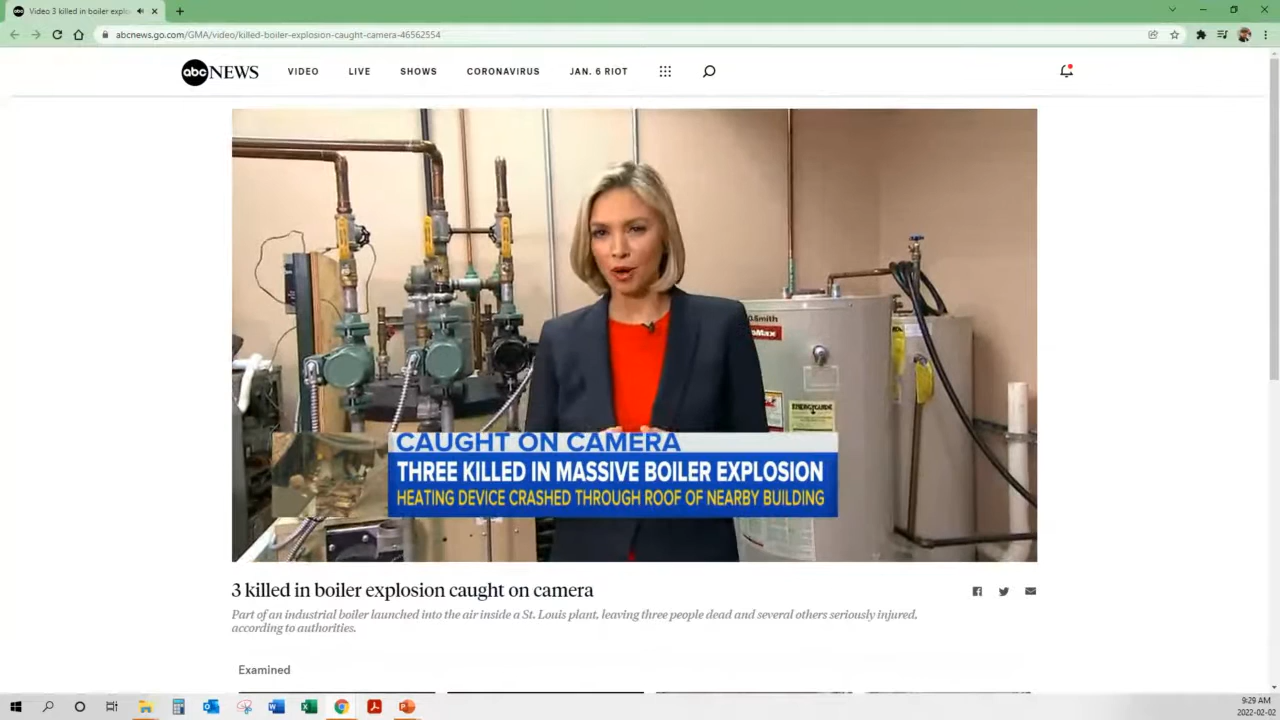 Video 3 killed in boiler explo
abcnews.go.com/GMA/video/killed-boiler-explosion-caught-camera-46562554
abc NEWS
VIDEO
LIVE
SHOWS
CORONAVIRUS
JAN. 6 RIOT
CAUGHT ON CAMERA
THREE KILLED IN MASSIVE BOILER EXPLOSION
HEATING DEVICE CRASHED THROUGH ROOF OF NEARBY BUILDING
3 killed in boiler explosion caught on camera
Part of an industrial boiler launched into the air inside a St. Louis plant, leaving three people dead and several others seriously injured,
according to authorities.
Examined
9:29 AM
2022-02-02